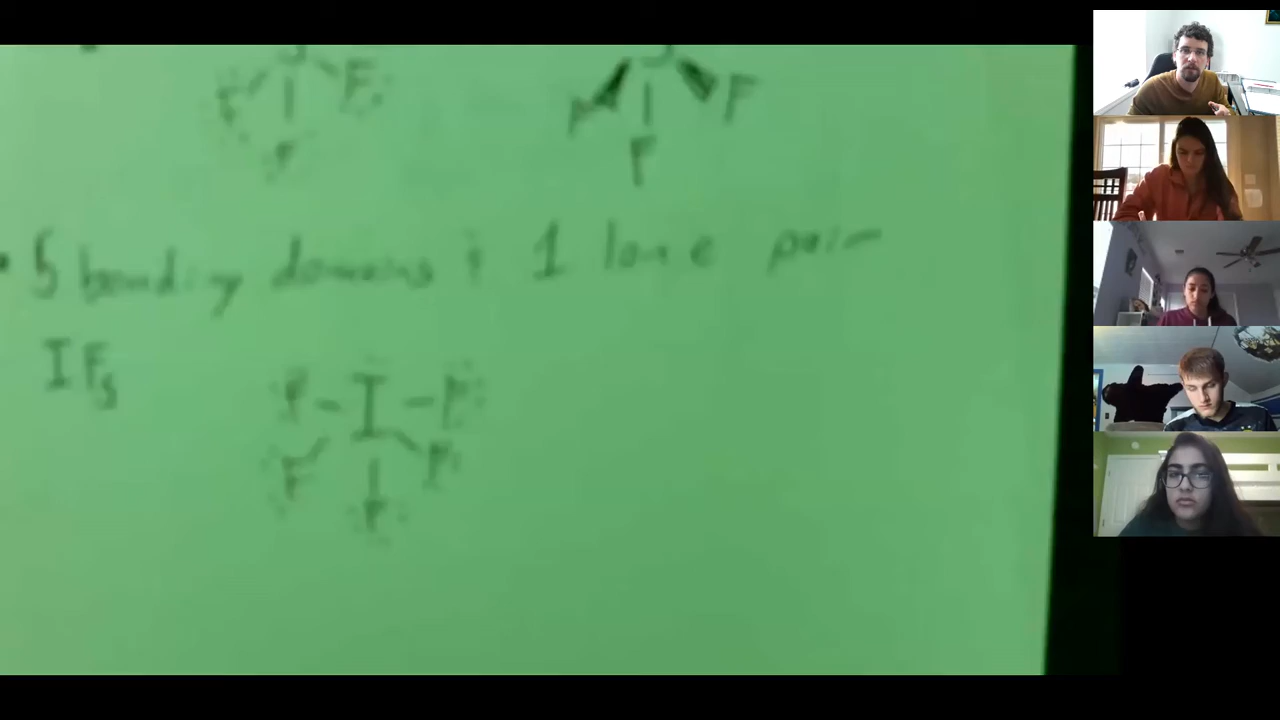 F F F F F
F F
5 bonding domains + 1 lone pair
IF5
F - I - F
F F F